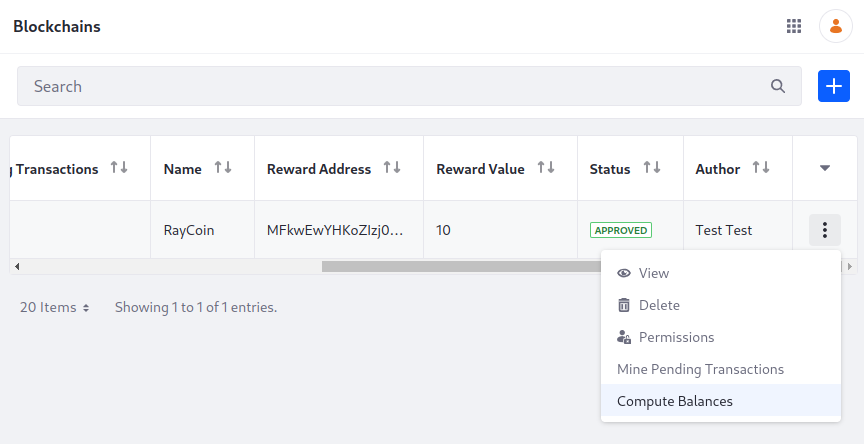 Blockchains
Search
Transactions Name Reward Address Reward Value Status Author
RayCoin MFkwEwYHKoZIzj0... 10 APPROVED Test Test
View
20 Items Showing 1 to 1 of 1 entries.
Delete
Permissions
Mine Pending Transactions
Compute Balances